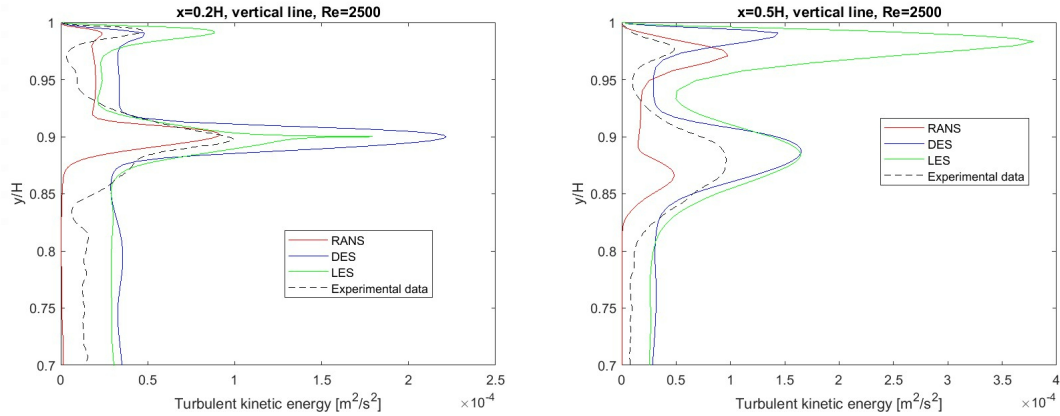 x=0.2H, vertical line, Re=2500
1
0.95
0.9
0.85
0.8
0.75
0.7
y/H
RANS
DES
LES
Experimental data
0
0.5
1
1.5
2
2.5
Turbulent kinetic energy [m²/s²]
×10⁻⁴
x=0.5H, vertical line, Re=2500
1
0.95
0.9
0.85
0.8
0.75
0.7
y/H
RANS
DES
LES
Experimental data
0
0.5
1
1.5
2
2.5
3
3.5
4
Turbulent kinetic energy [m²/s²]
×10⁻⁴